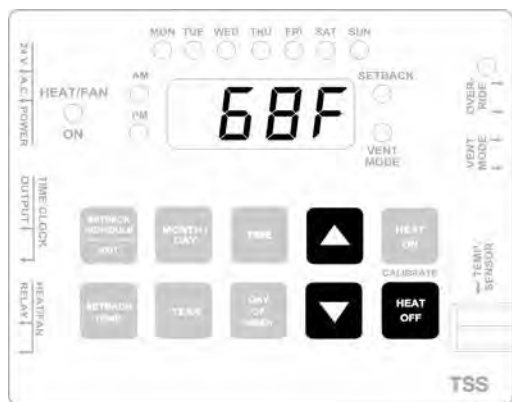 MON TUE WED THU FRI SAT SUN
24 V
A.C.
POWER
HEAT/FAN
ON
AM
PM
68F
SETBACK
VENT
MODE
OVER-
RIDE
VENT
MODE
TIME CLOCK
OUTPUT
SETBACK
SCHEDULE
MONTH /
DAY
TIME
HEAT
ON
CALIBRATE
TEMP.
SENSOR
HEAT/FAN
RELAY
SETBACK
TEMP
YEAR
DAY
OF
WEEK
HEAT
OFF
TSS